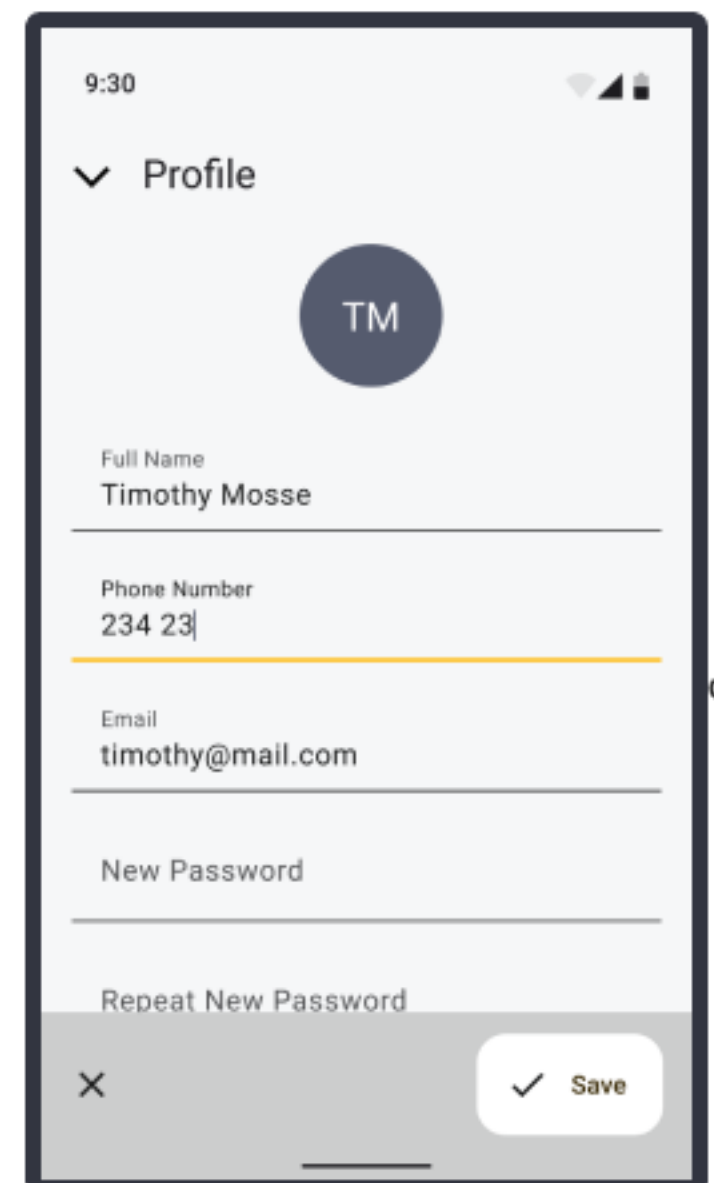 9:30
Profile
TM
Full Name
Timothy Mosse
Phone Number
234 23
Email
timothy@mail.com
New Password
Repeat New Password
Save